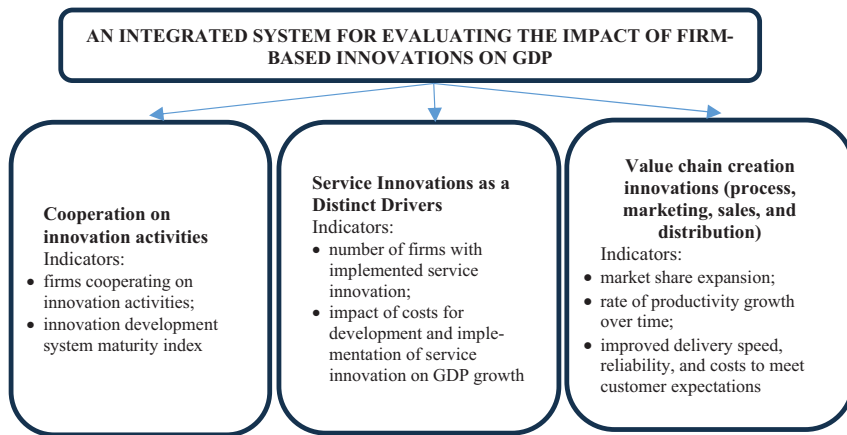 AN INTEGRATED SYSTEM FOR EVALUATING THE IMPACT OF FIRM-
BASED INNOVATIONS ON GDP
Cooperation on
innovation activities
Indicators:
• firms cooperating on
innovation activities;
• innovation development
system maturity index
Service Innovations as a
Distinct Drivers
Indicators:
• number of firms with
implemented service
innovation;
• impact of costs for
development and imple-
mentation of service
innovation on GDP growth
Value chain creation
innovations (process,
marketing, sales, and
distribution)
Indicators:
• market share expansion;
• rate of productivity growth
over time;
• improved delivery speed,
reliability, and costs to meet
customer expectations